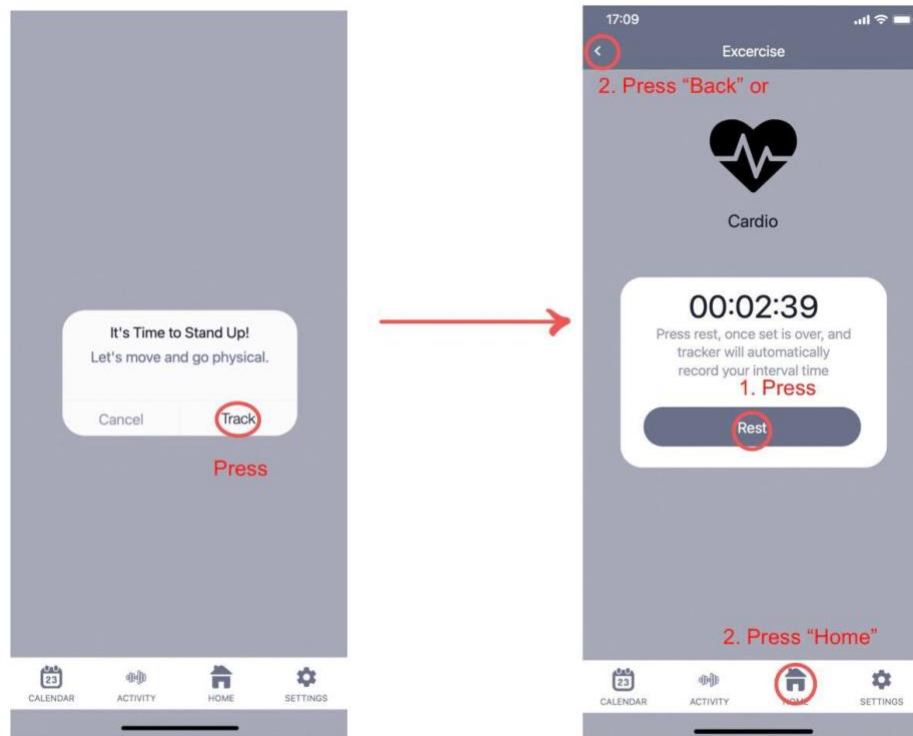 It's Time to Stand Up!
Let's move and go physical.
Cancel
Track
Press
23
CALENDAR
ACTIVITY
HOME
SETTINGS
17:09
Excercise
2. Press “Back” or
Cardio
00:02:39
Press rest, once set is over, and
tracker will automatically
record your interval time
1. Press
Rest
2. Press “Home”
23
CALENDAR
ACTIVITY
HOME
SETTINGS